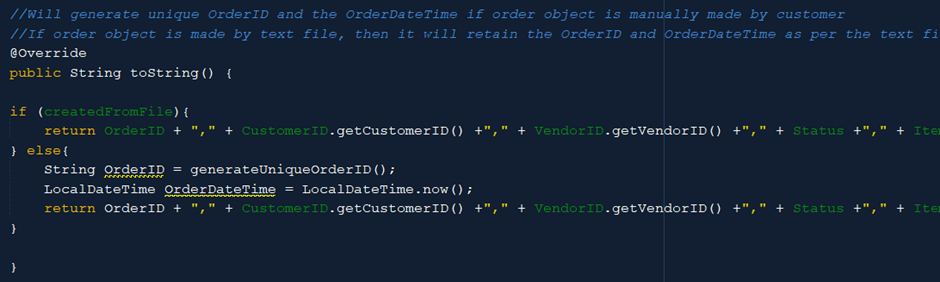 //Will generate unique OrderID and the OrderDateTime if order object is manually made by customer
//If order object is made by text file, then it will retain the OrderID and OrderDateTime as per the text fi
@Override
public String toString() {
if (createdFromFile){
return OrderID + "," + CustomerID.getCustomerID() +"," + VendorID.getVendorID() +"," + Status +"," + Ite
} else{
String OrderID = generateUniqueOrderID();
LocalDateTime OrderDateTime = LocalDateTime.now();
return OrderID + "," + CustomerID.getCustomerID() +"," + VendorID.getVendorID() +"," + Status +"," + Ite
}
}